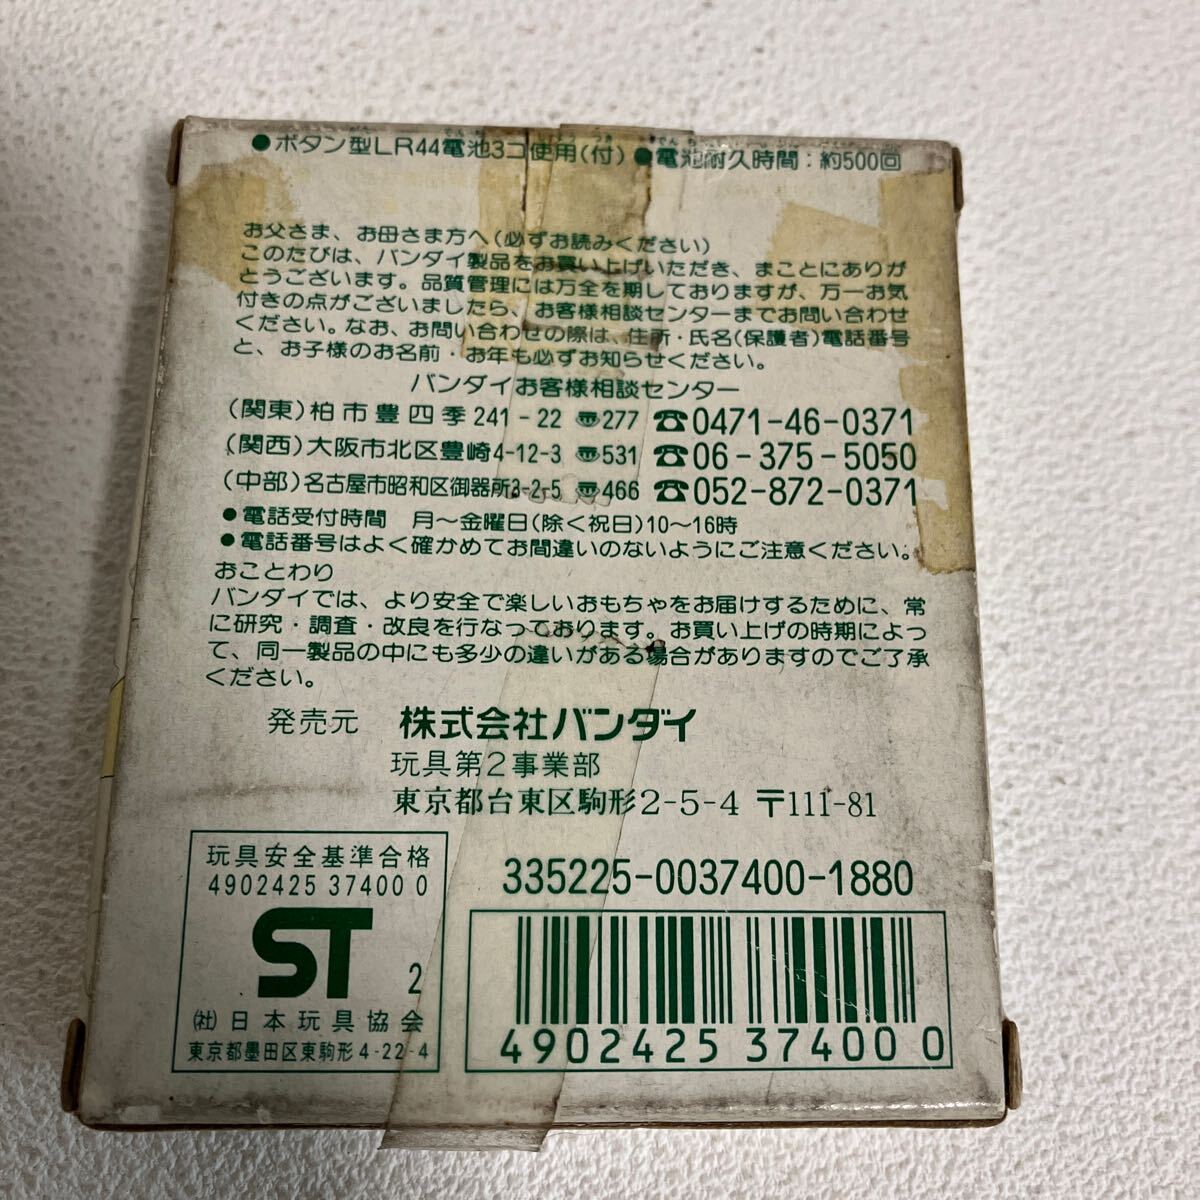 ●ボタン型LR44電池3コ使用(付) ●電池耐久時間:約500回
お父さま、お母さま方へ(必ずお読みください)
このたびは、バンダイ製品をお買い上げいただき、まことにありが
とうございます。品質管理には万全を期しておりますが、万一お気
付きの点がございましたら、お客様相談センターまでお問い合わせ
ください。なお、お問い合わせの際は、住所・氏名(保護者)電話番号
と、お子様のお名前・お年も必ずお知らせください。
バンダイお客様相談センター
(関東)柏市豊四季241-22 〠277 ☎0471-46-0371
(関西)大阪市北区豊崎4-12-3 〠531 ☎06-375-5050
(中部)名古屋市昭和区御器所3-2-5 〠466 ☎052-872-0371
●電話受付時間 月~金曜日(除く祝日)10~16時
●電話番号はよく確かめてお間違いのないようにご注意ください。
おことわり
バンダイでは、より安全で楽しいおもちゃをお届けするために、常
に研究・調査・改良を行なっております。お買い上げの時期によっ
て、同一製品の中にも多少の違いがある場合がありますのでご了承
ください。
発売元 株式会社バンダイ
玩具第2事業部
東京都台東区駒形2-5-4 〒111-81
玩具安全基準合格
4902425 37400 0
ST 2
(社)日本玩具協会
東京都墨田区東駒形4-22-4
335225-0037400-1880
4902425 37400 0